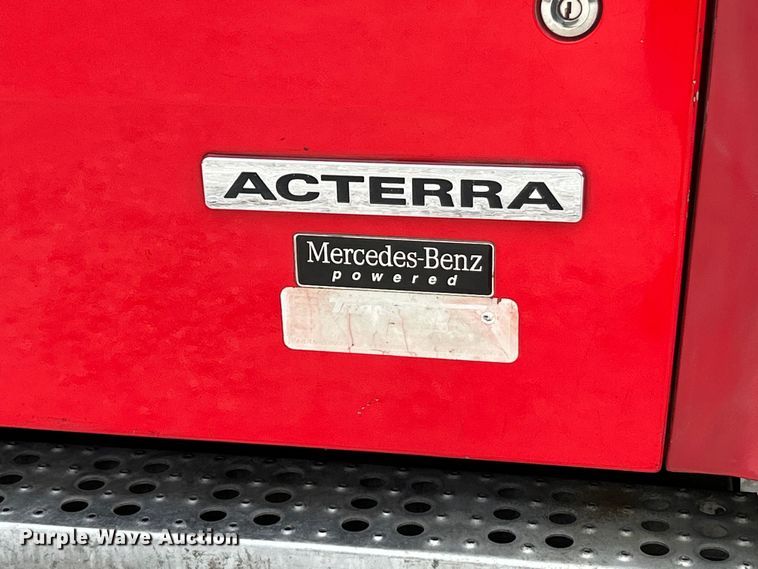 ACTERRA
Mercedes-Benz
powered
Purple Wave Auction